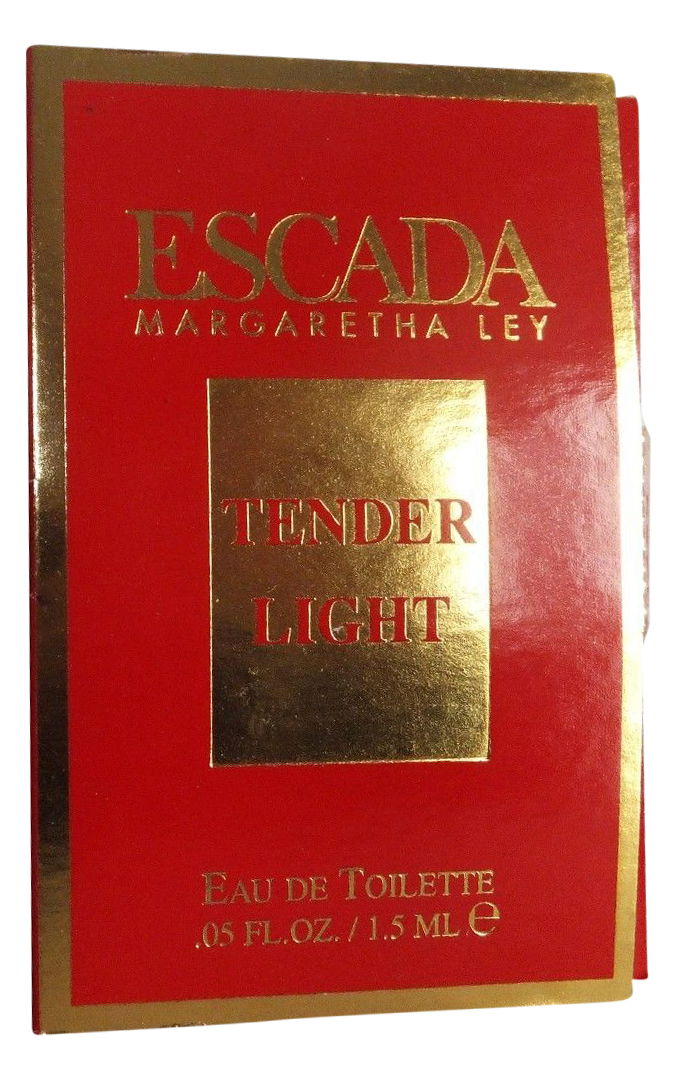 ESCADA
MARGARETHA LEY
TENDER
LIGHT
EAU DE TOILETTE
.05 FL.OZ. / 1.5 ML ℮